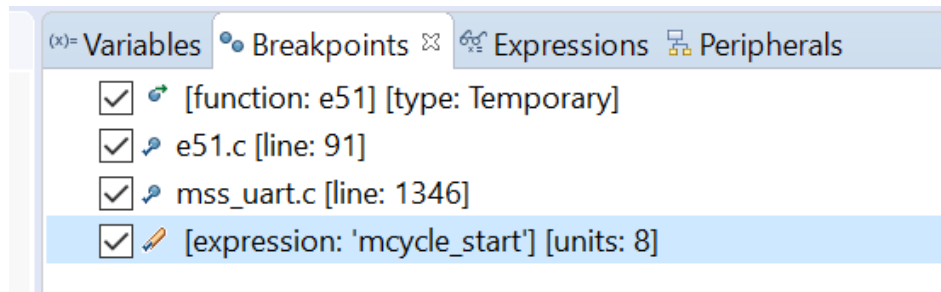 (x)= Variables Breakpoints Expressions Peripherals
[function: e51] [type: Temporary]
e51.c [line: 91]
mss_uart.c [line: 1346]
[expression: 'mcycle_start'] [units: 8]